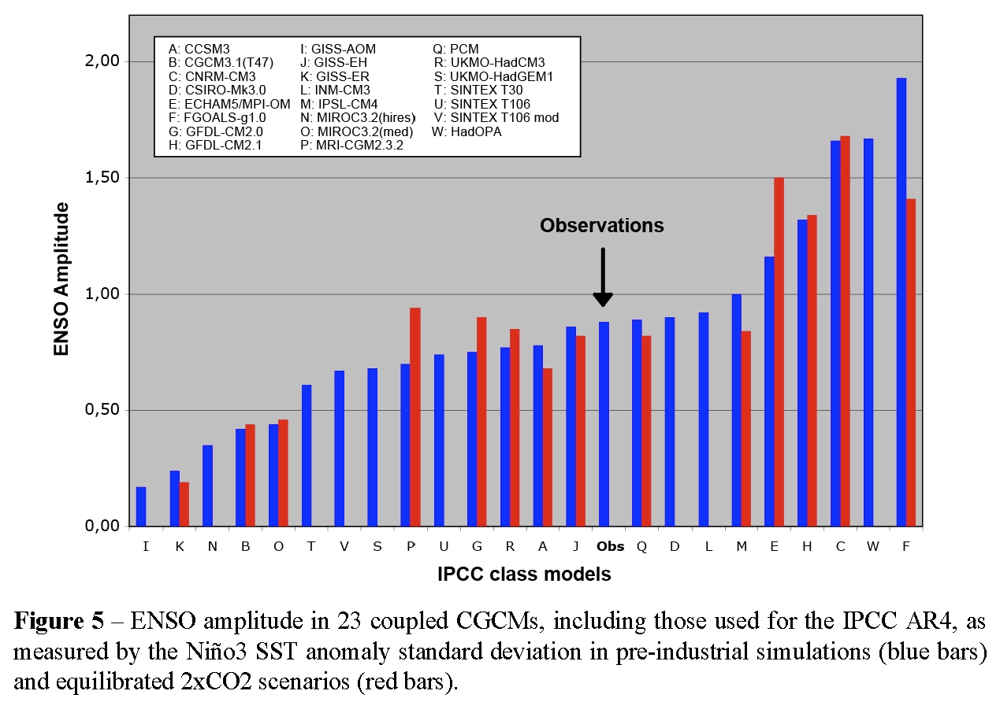 2,00
1,50
1,00
0,50
0,00
ENSO Amplitude
A: CCSM3
B: CGCM3.1(T47)
C: CNRM-CM3
D: CSIRO-Mk3.0
E: ECHAM5/MPI-OM
F: FGOALS-g1.0
G: GFDL-CM2.0
H: GFDL-CM2.1
I: GISS-AOM
J: GISS-EH
K: GISS-ER
L: INM-CM3
M: IPSL-CM4
N: MIROC3.2(hires)
O: MIROC3.2(med)
P: MRI-CGM2.3.2
Q: PCM
R: UKMO-HadCM3
S: UKMO-HadGEM1
T: SINTEX T30
U: SINTEX T106
V: SINTEX T106 mod
W: HadOPA
Observations
I K N B O T V S P U G R A J Obs Q D L M E H C W F
IPCC class models
Figure 5 – ENSO amplitude in 23 coupled CGCMs, including those used for the IPCC AR4, as
measured by the Niño3 SST anomaly standard deviation in pre-industrial simulations (blue bars)
and equilibrated 2xCO2 scenarios (red bars).